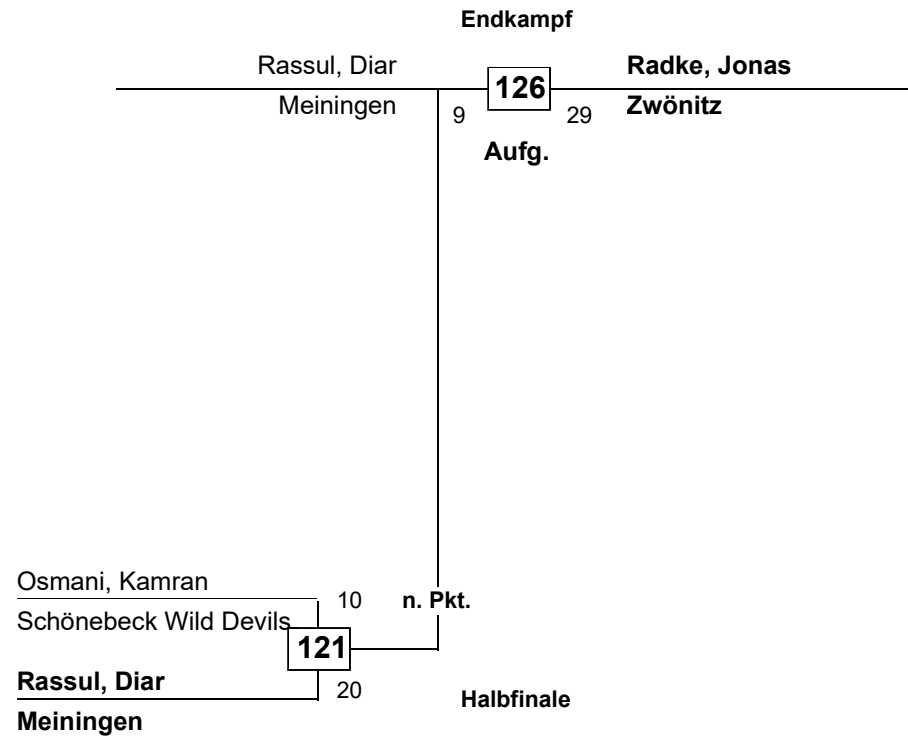 Endkampf
Rassul, Diar
Meiningen
9
126
29
Aufg.
Radke, Jonas
Zwönitz
Osmani, Kamran
Schönebeck Wild Devils
10
n. Pkt.
121
Rassul, Diar
20
Meiningen
Halbfinale